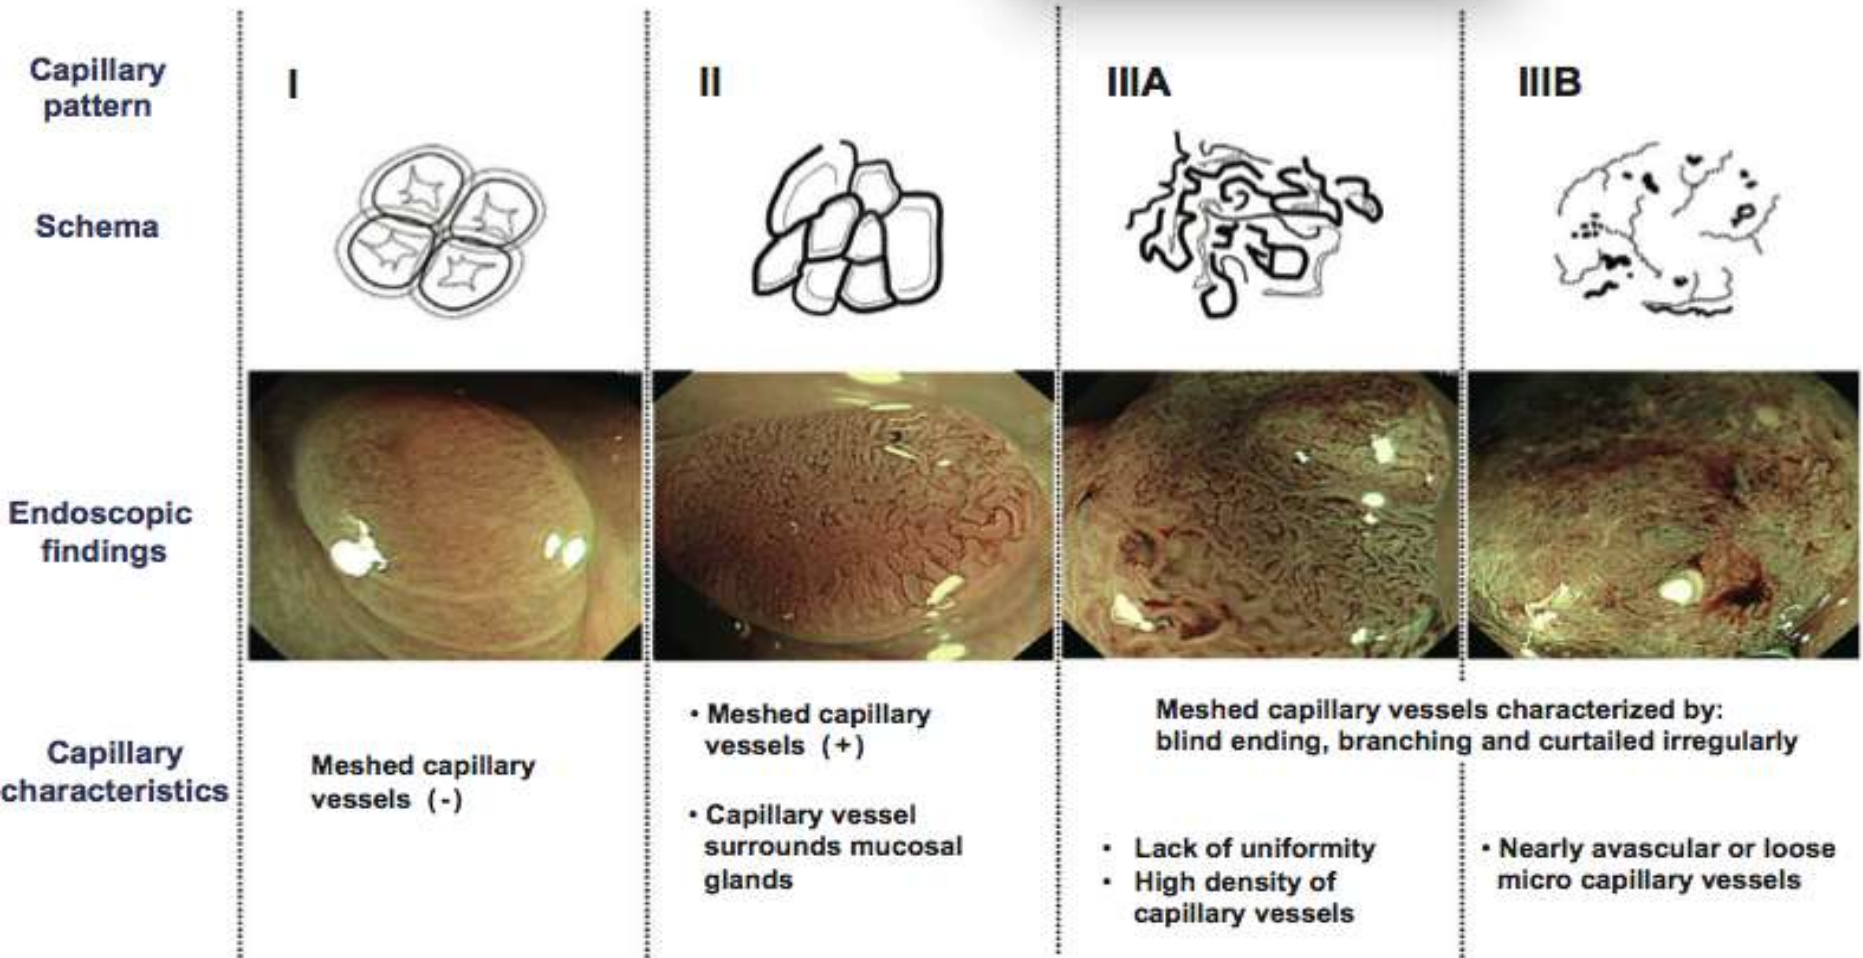 Capillary
pattern
I
II
IIIA
IIIB
Schema
Endoscopic
findings
Capillary
characteristics
Meshed capillary
vessels (-)
• Meshed capillary
vessels (+)
• Capillary vessel
surrounds mucosal
glands
Meshed capillary vessels characterized by:
blind ending, branching and curtailed irregularly
• Lack of uniformity
• High density of
capillary vessels
• Nearly avascular or loose
micro capillary vessels